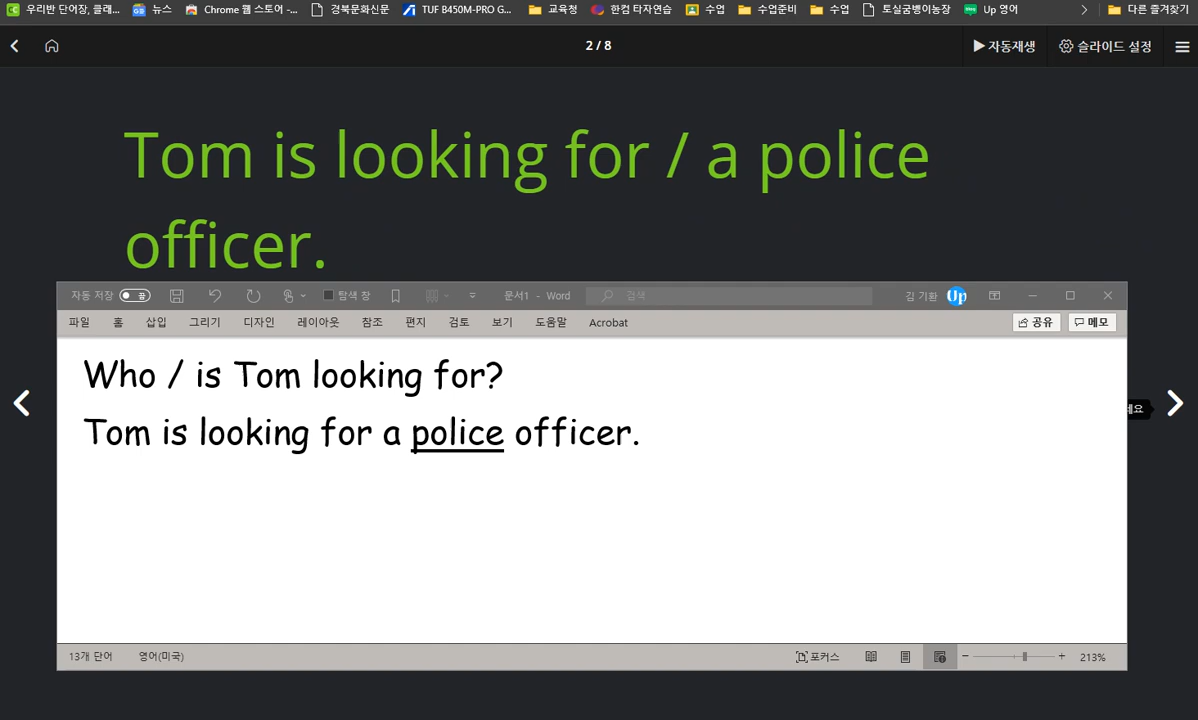 우리반 단어장, 클래... 뉴스 Chrome 웹 스토어 -... 경북문화신문 TUF B450M-PRO G... 교육청 한컴 타자연습 수업 수업준비 수업 토실굼벵이농장 Up 영어 다른 즐겨찾기
2 / 8 자동재생 슬라이드 설정
Tom is looking for / a police
officer.
자동 저장 끔 탐색 창 문서1 - Word 검색 김 기환 Up
파일 홈 삽입 그리기 디자인 레이아웃 참조 편지 검토 보기 도움말 Acrobat 공유 메모
Who / is Tom looking for?
Tom is looking for a police officer.
13개 단어 영어(미국) 포커스 213%